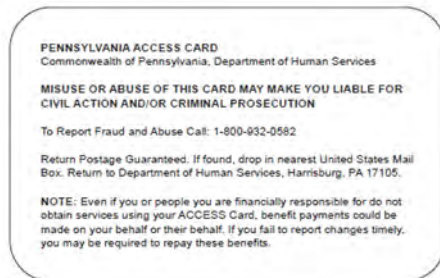 PENNSYLVANIA ACCESS CARD
Commonwealth of Pennsylvania, Department of Human Services
MISUSE OR ABUSE OF THIS CARD MAY MAKE YOU LIABLE FOR
CIVIL ACTION AND/OR CRIMINAL PROSECUTION
To Report Fraud and Abuse Call: 1-800-932-0582
Return Postage Guaranteed. If found, drop in nearest United States Mail
Box. Return to Department of Human Services, Harrisburg, PA 17105.
NOTE: Even if you or people you are financially responsible for do not
obtain services using your ACCESS Card, benefit payments could be
made on your behalf or their behalf. If you fail to report changes timely,
you may be required to repay these benefits.